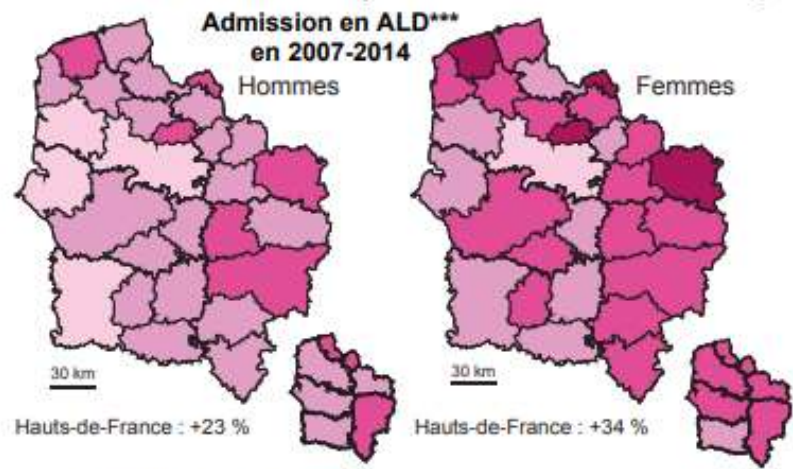 Admission en ALD***
en 2007-2014
Hommes
Femmes
30 km
30 km
Hauts-de-France : +23 %
Hauts-de-France : +34 %